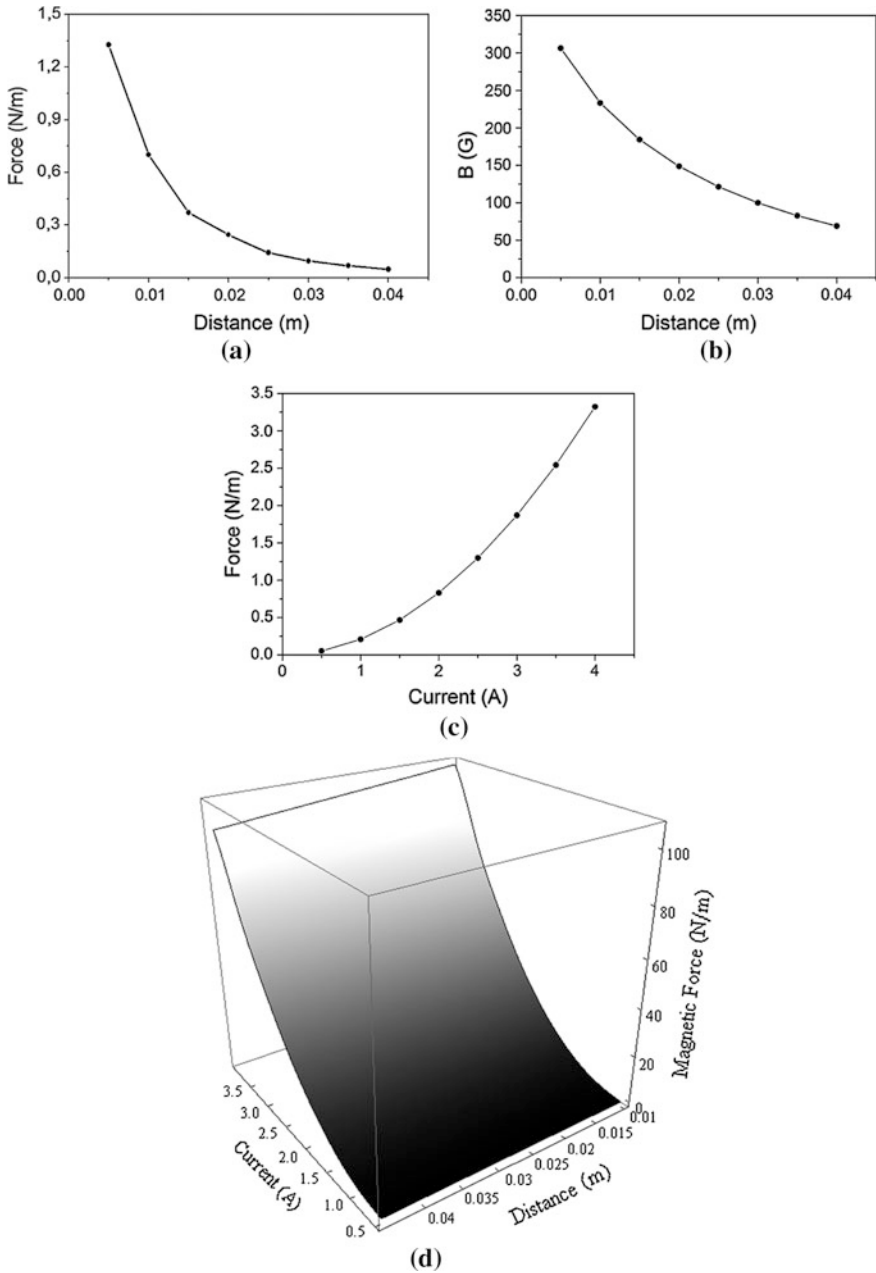 Force (N/m)
1,5
1,2
0,9
0,6
0,3
0,0
0.00 0.01 0.02 0.03 0.04
Distance (m)
(a)
B (G)
350
300
250
200
150
100
50
0
0.00 0.01 0.02 0.03 0.04
Distance (m)
(b)
Force (N/m)
3.5
3.0
2.5
2.0
1.5
1.0
0.5
0.0
0 1 2 3 4
Current (A)
(c)
Magnetic Force (N/m)
100
80
60
40
20
0
Current (A)
3.5
3.0
2.5
2.0
1.5
1.0
0.5
0.04 0.035 0.03 0.025 0.02 0.015 0.01
Distance (m)
(d)